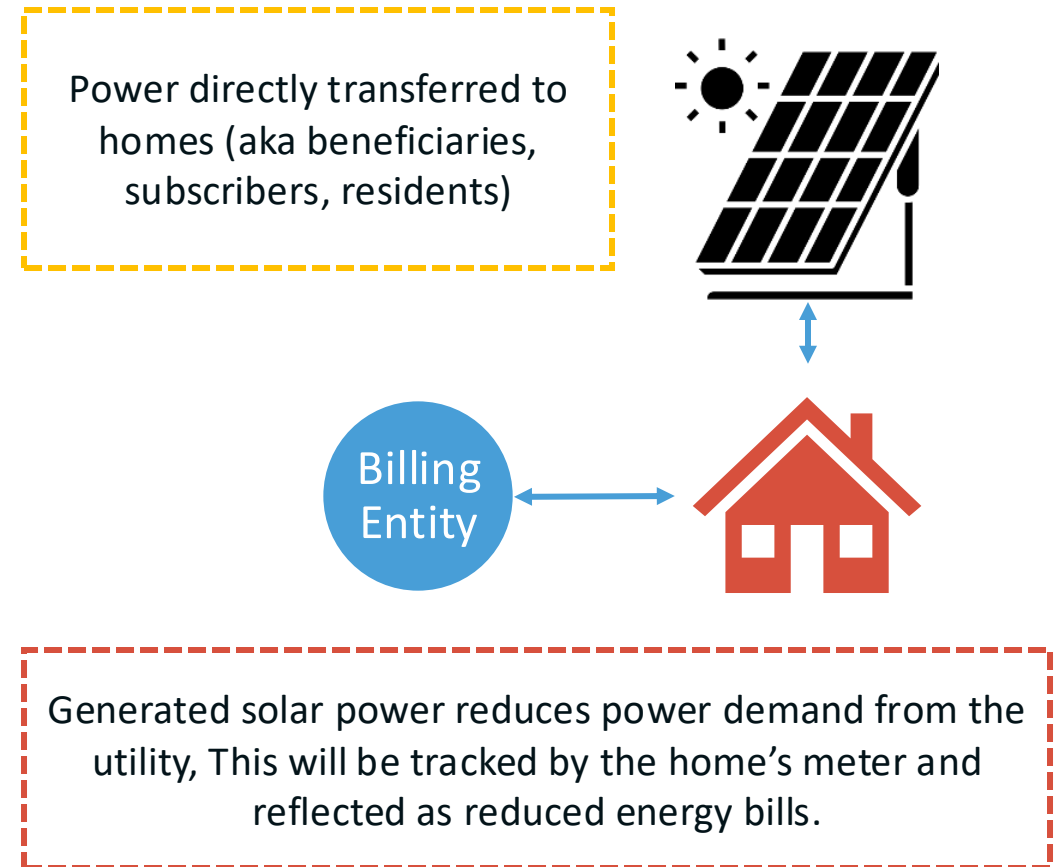 Power directly transferred to
homes (aka beneficiaries,
subscribers, residents)
Billing
Entity
Generated solar power reduces power demand from the
utility, This will be tracked by the home’s meter and
reflected as reduced energy bills.